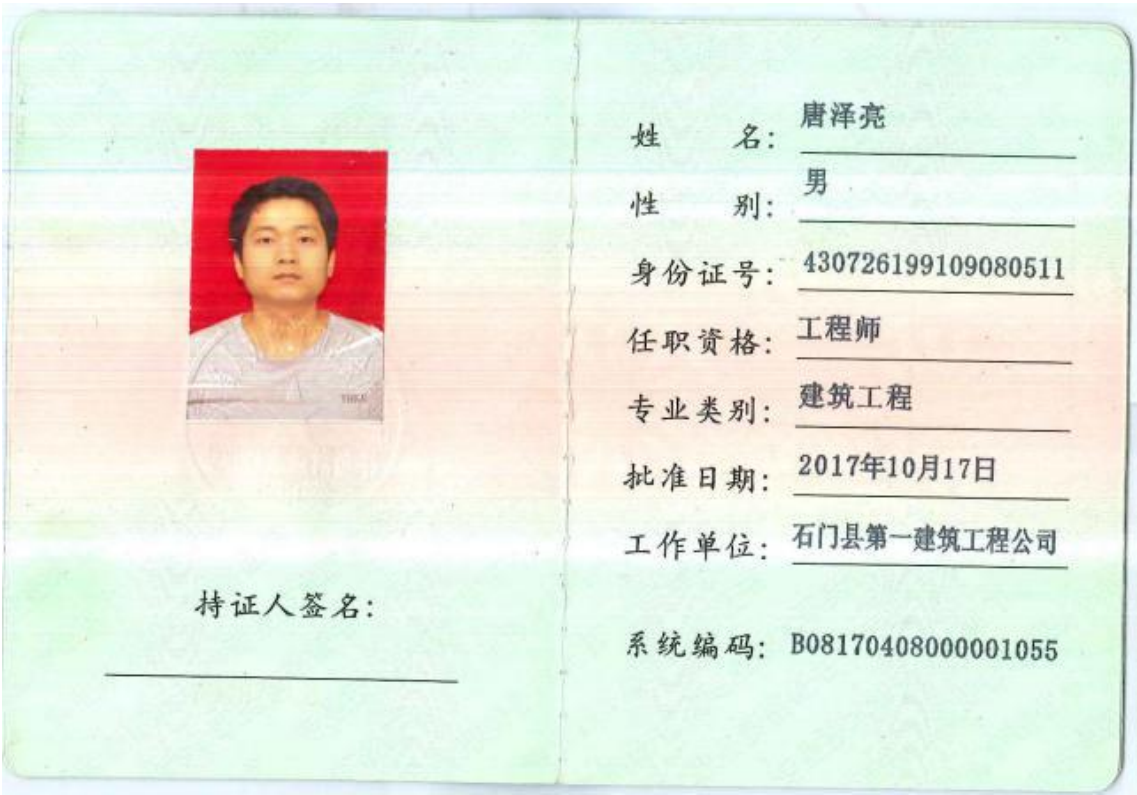 持证人签名：
姓 名： 唐泽亮
性 别： 男
身份证号： 430726199109080511
任职资格： 工程师
专业类别： 建筑工程
批准日期： 2017年10月17日
工作单位： 石门县第一建筑工程公司
系统编码： B08170408000001055